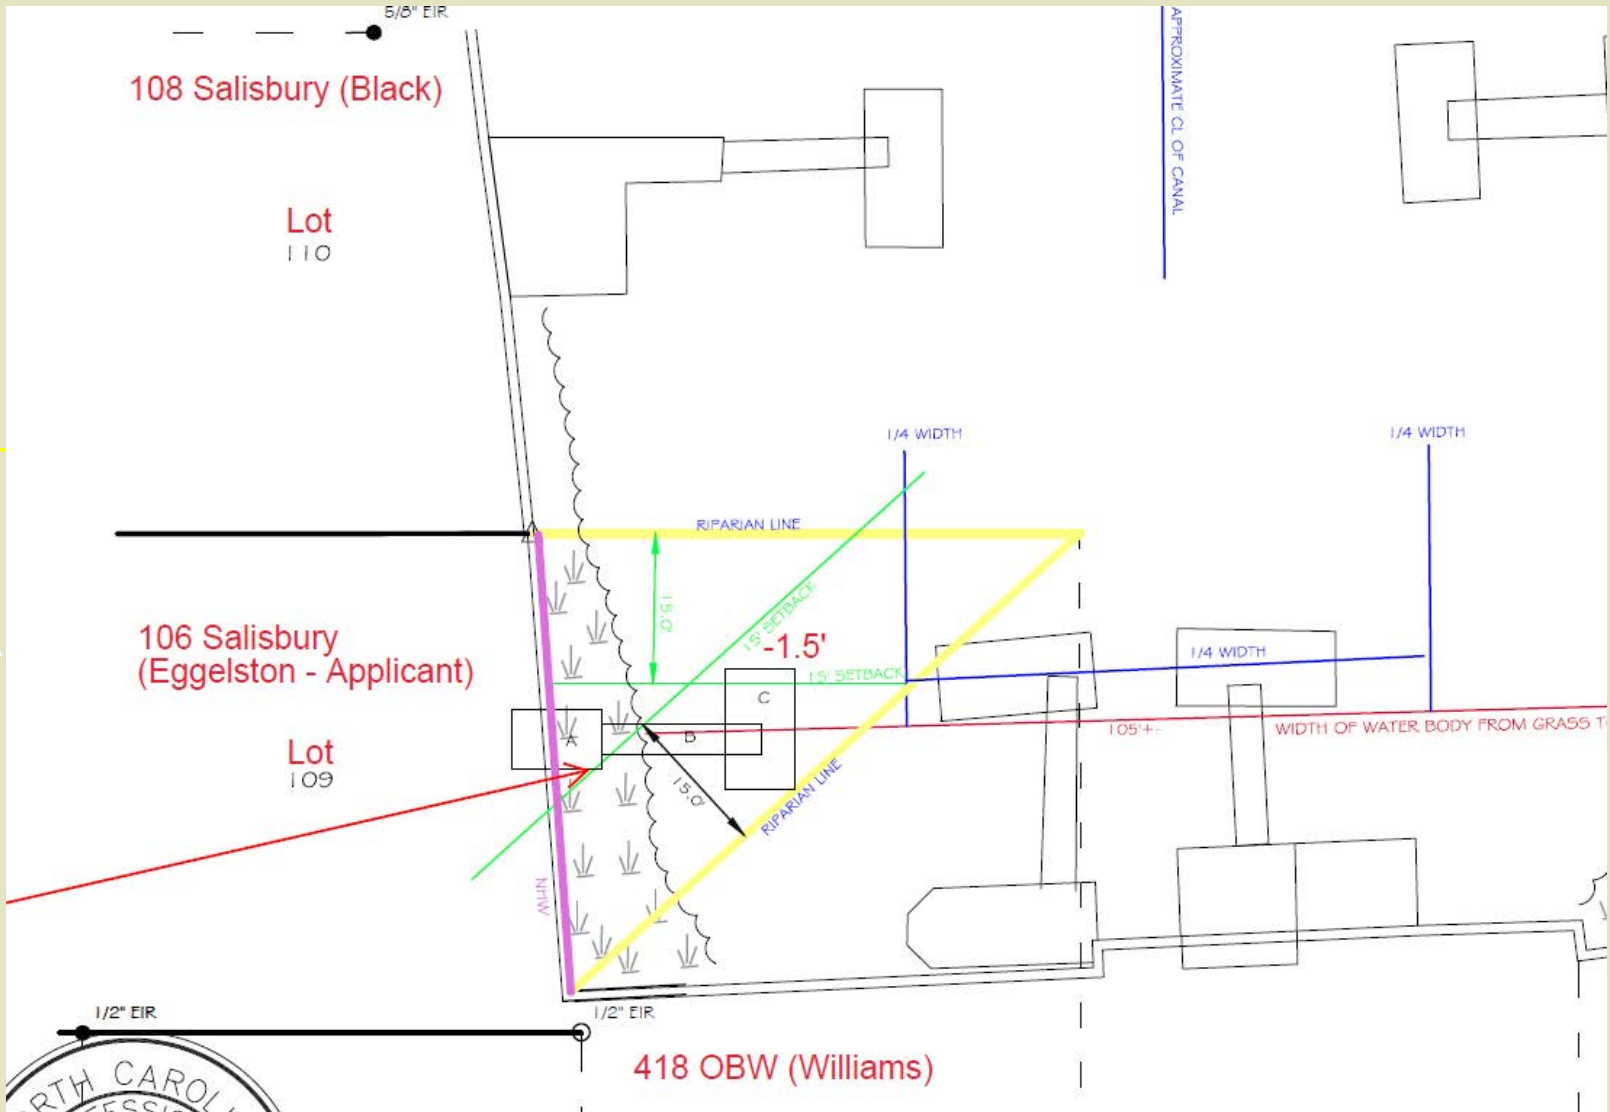 5/8" EIR
108 Salisbury (Black)
Lot
110
APPROXIMATE CL OF CANAL
1/4 WIDTH
1/4 WIDTH
RIPARIAN LINE
15.0'
15' SETBACK
-1.5'
15' SETBACK
1/4 WIDTH
106 Salisbury
(Eggelston - Applicant)
C
A
B
105'+-
WIDTH OF WATER BODY FROM GRASS
Lot
109
15.0'
RIPARIAN LINE
NHW
1/2" EIR
1/2" EIR
418 OBW (Williams)
RTH CAROL
ESSI